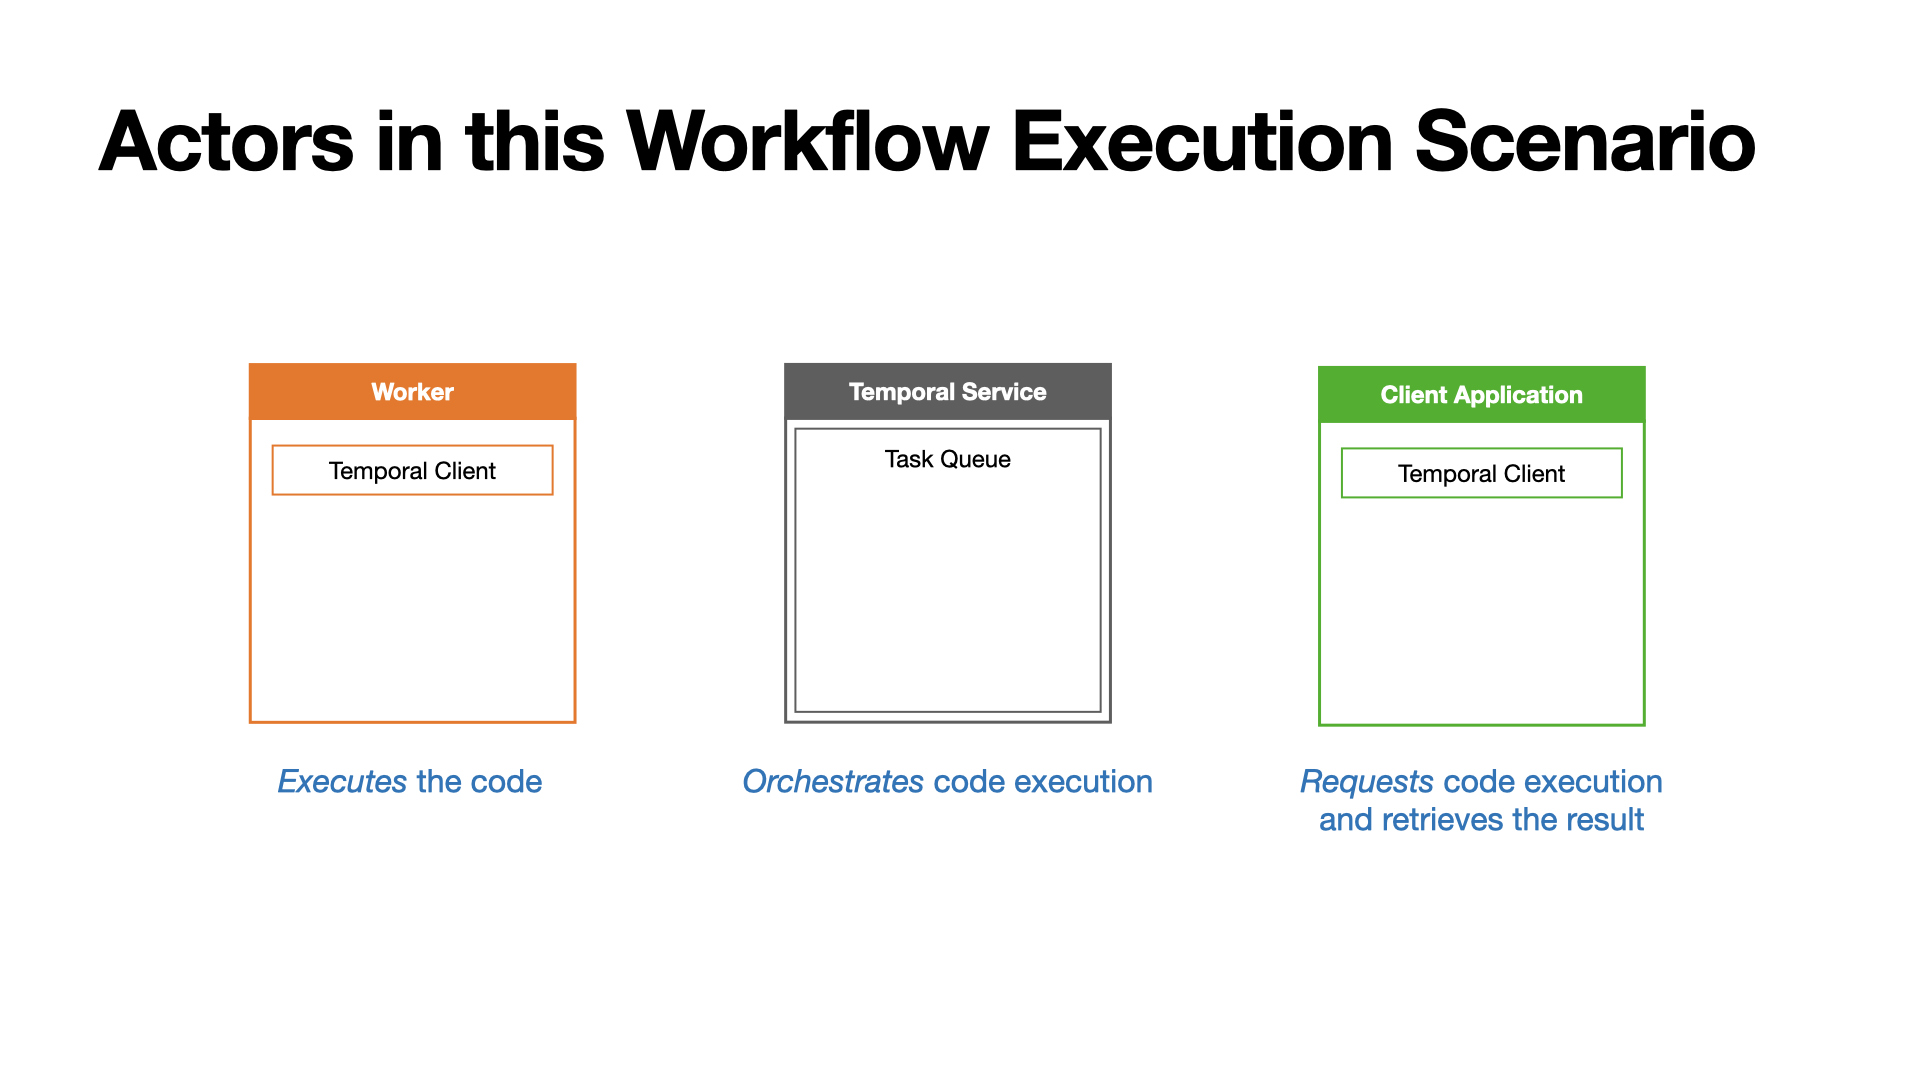 Actors in this Workflow Execution Scenario
Worker
Temporal Client
Executes the code
Temporal Service
Task Queue
Orchestrates code execution
Client Application
Temporal Client
Requests code execution
and retrieves the result